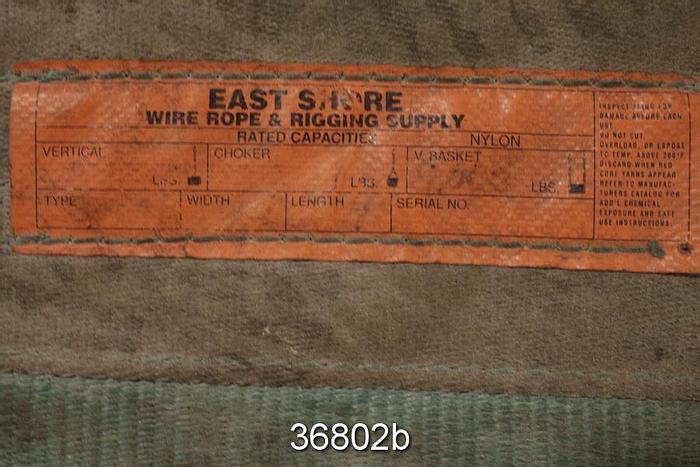 EAST SHORE
WIRE ROPE & RIGGING SUPPLY
RATED CAPACITIES
NYLON
VERTICAL
LBS.
CHOKER
LBS.
V. BASKET
LBS.
TYPE
WIDTH
LENGTH
SERIAL NO.
INSPECT SLING FOR
DAMAGE BEFORE EACH
USE
DO NOT CUT,
OVERLOAD, OR EXPOSE
TO TEMP. ABOVE 200°F
DISCARD WHEN RED
CORE YARNS APPEAR
REFER TO MANUFAC-
TURERS CATALOG FOR
ADD'L CHEMICAL
EXPOSURE AND SAFE
USE INSTRUCTIONS.
36802b